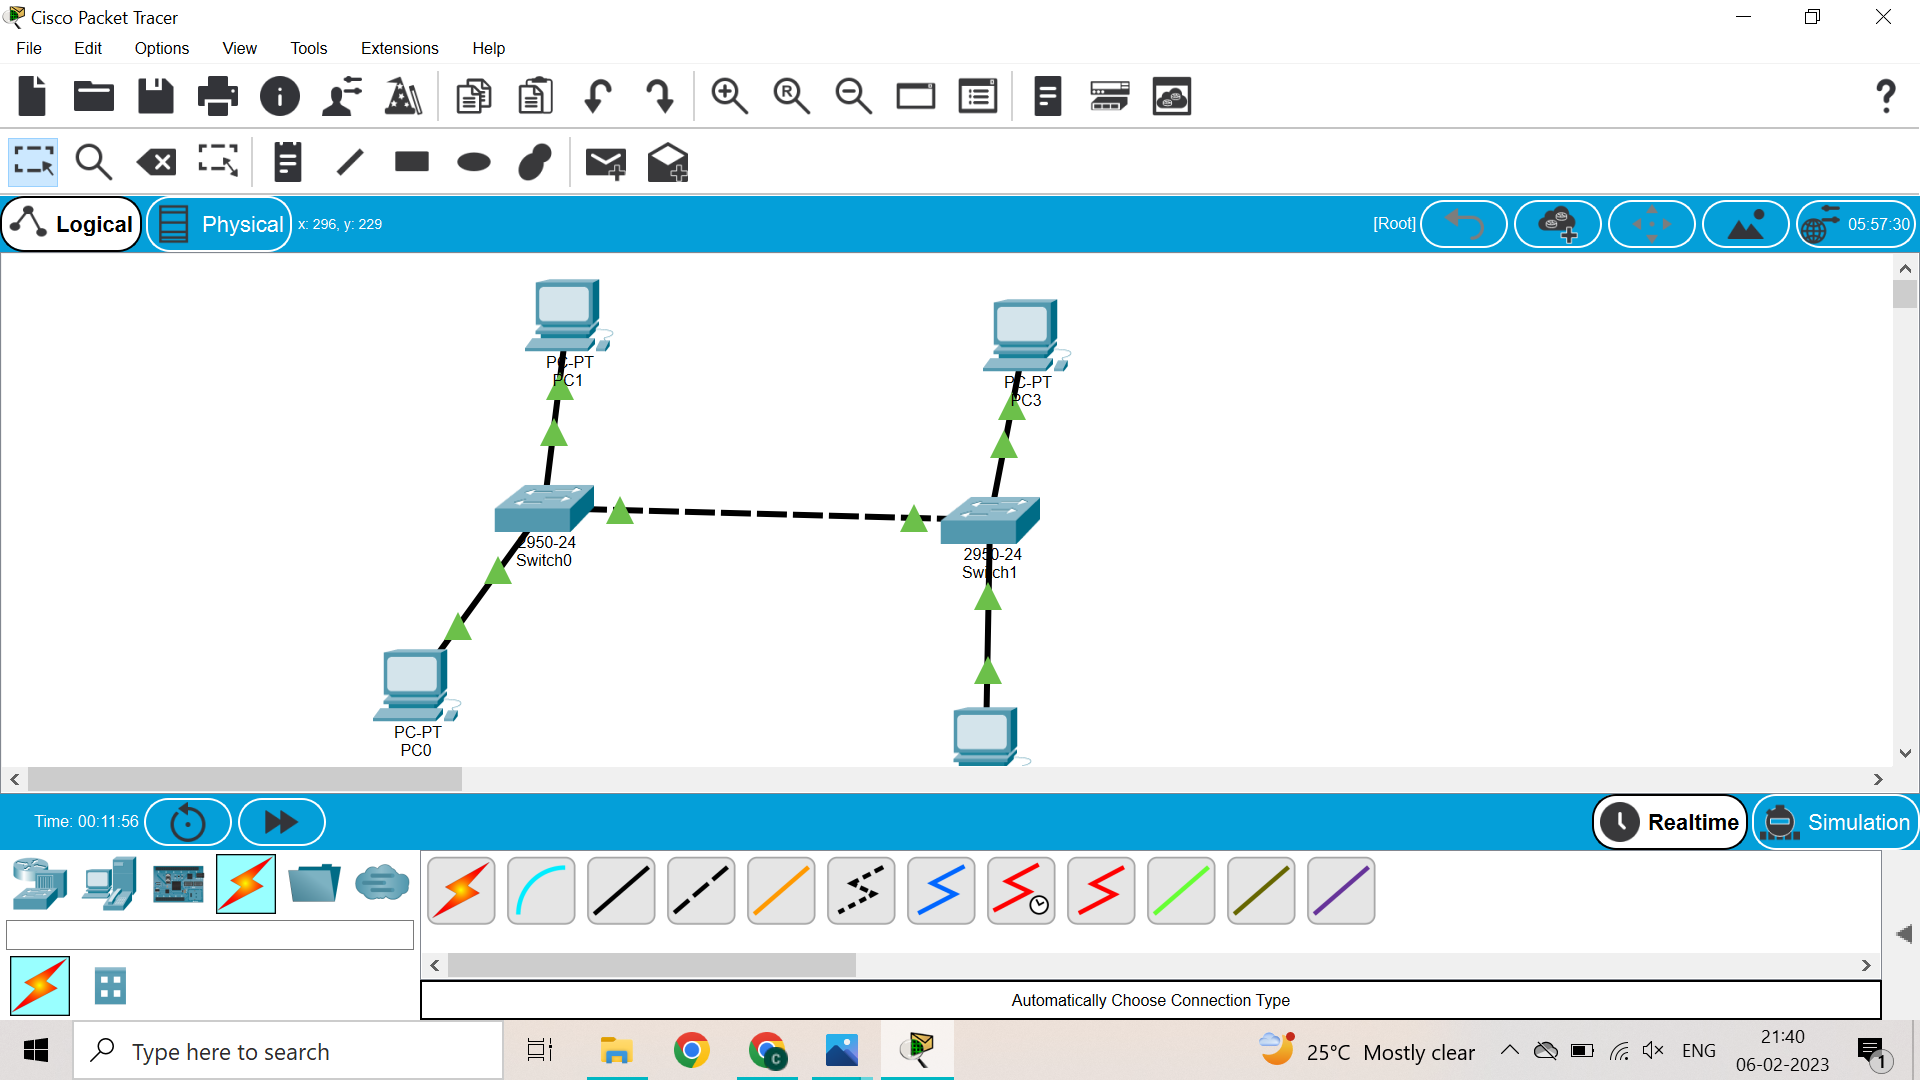 Cisco Packet Tracer
File Edit Options View Tools Extensions Help
Logical Physical x: 296, y: 229 [Root] 05:57:30
PC-PT
PC1
PC-PT
PC3
2950-24
Switch0
2950-24
Switch1
PC-PT
PC0
Time: 00:11:56 Realtime Simulation
Automatically Choose Connection Type
Type here to search
25°C Mostly clear
ENG
21:40
06-02-2023
1